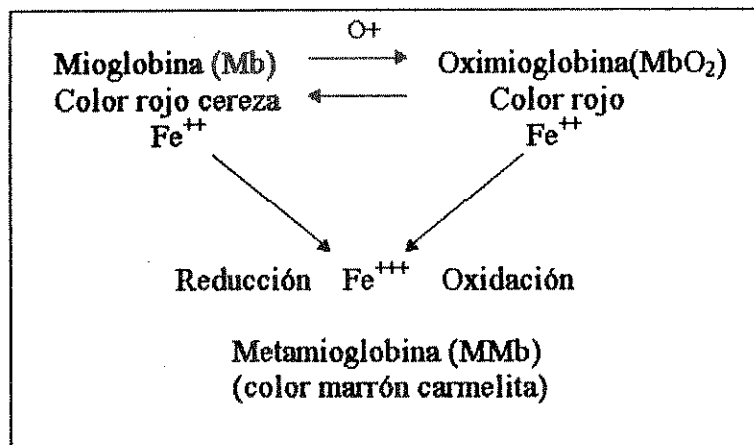 O+
Mioglobina (Mb) Oximioglobina(MbO₂)
Color rojo cereza Color rojo
Fe⁺⁺ Fe⁺⁺
Reducción Fe⁺⁺⁺ Oxidación
Metamioglobina (MMb)
(color marrón carmelita)